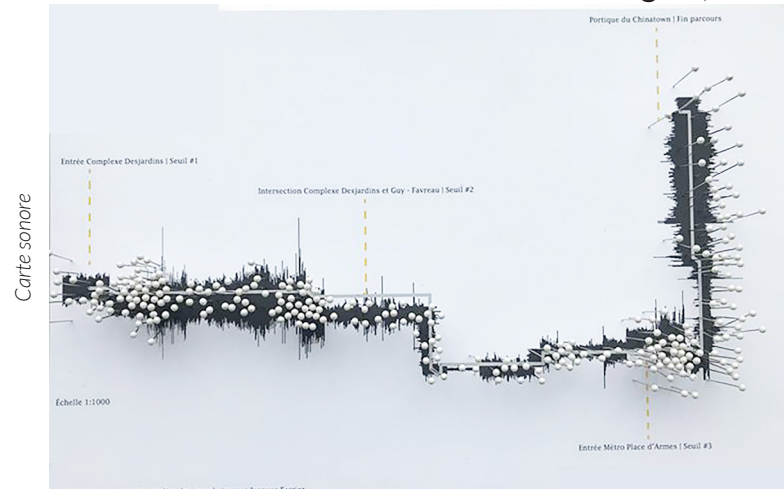 Portique du Chinatown | Fin parcours
Entrée Complexe Desjardins | Seuil #1
Intersection Complexe Desjardins et Guy - Favreau | Seuil #2
Carte sonore
Échelle 1:1000
Entrée Métro Place d'Armes | Seuil #3